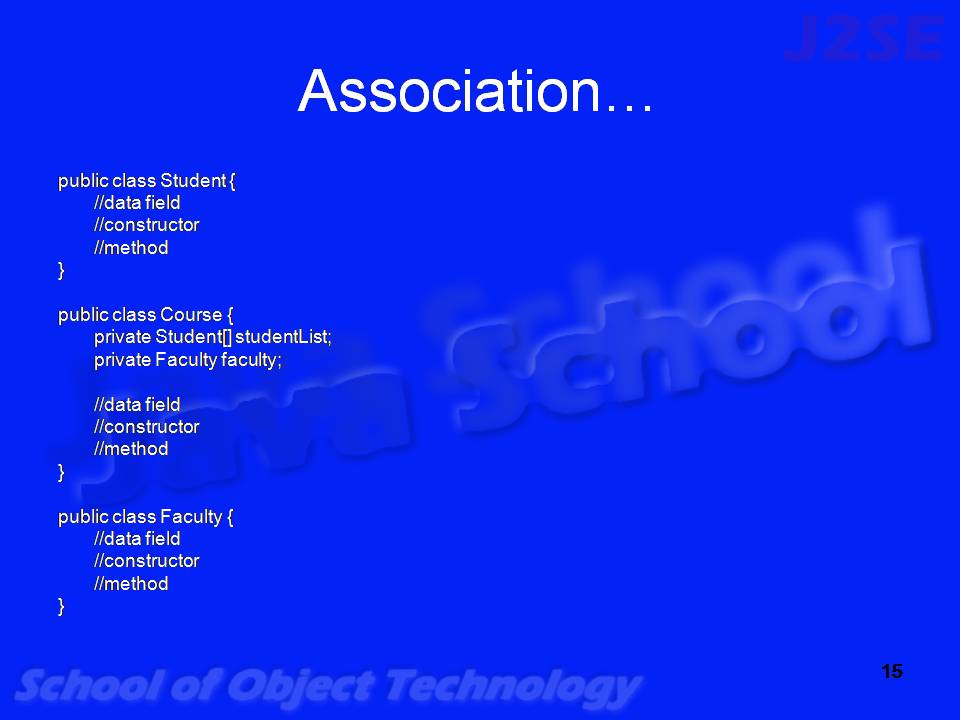 J2SE
Association…
public class Student {
//data field
//constructor
//method
}
public class Course {
private Student[] studentList;
private Faculty faculty;
//data field
//constructor
//method
}
public class Faculty {
//data field
//constructor
//method
}
Java School
School of Object Technology
15